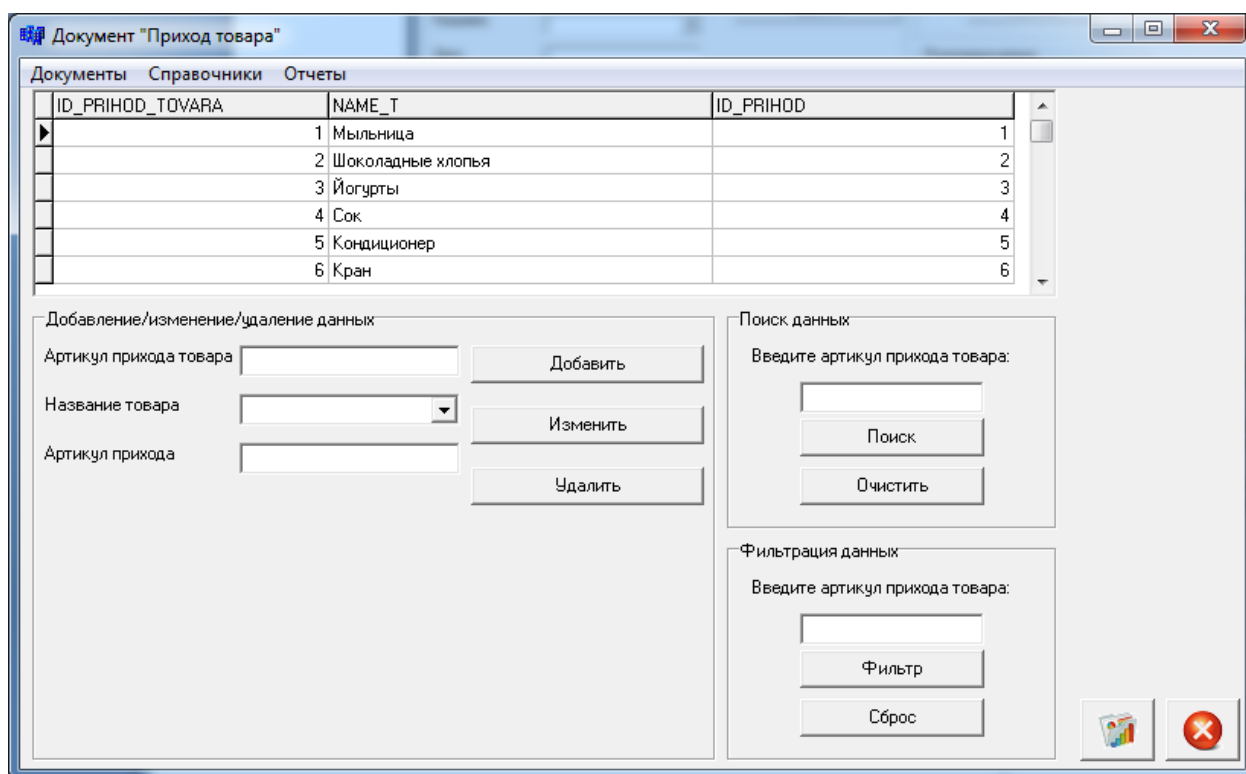 Документ "Приход товара"
Документы Справочники Отчеты
ID_PRIHOD_TOVARA NAME_T ID_PRIHOD
1 Мыльница 1
2 Шоколадные хлопья 2
3 Йогурты 3
4 Сок 4
5 Кондиционер 5
6 Кран 6
Добавление/изменение/удаление данных
Артикул прихода товара
Добавить
Название товара
Изменить
Артикул прихода
Удалить
Поиск данных
Введите артикул прихода товара:
Поиск
Очистить
Фильтрация данных
Введите артикул прихода товара:
Фильтр
Сброс